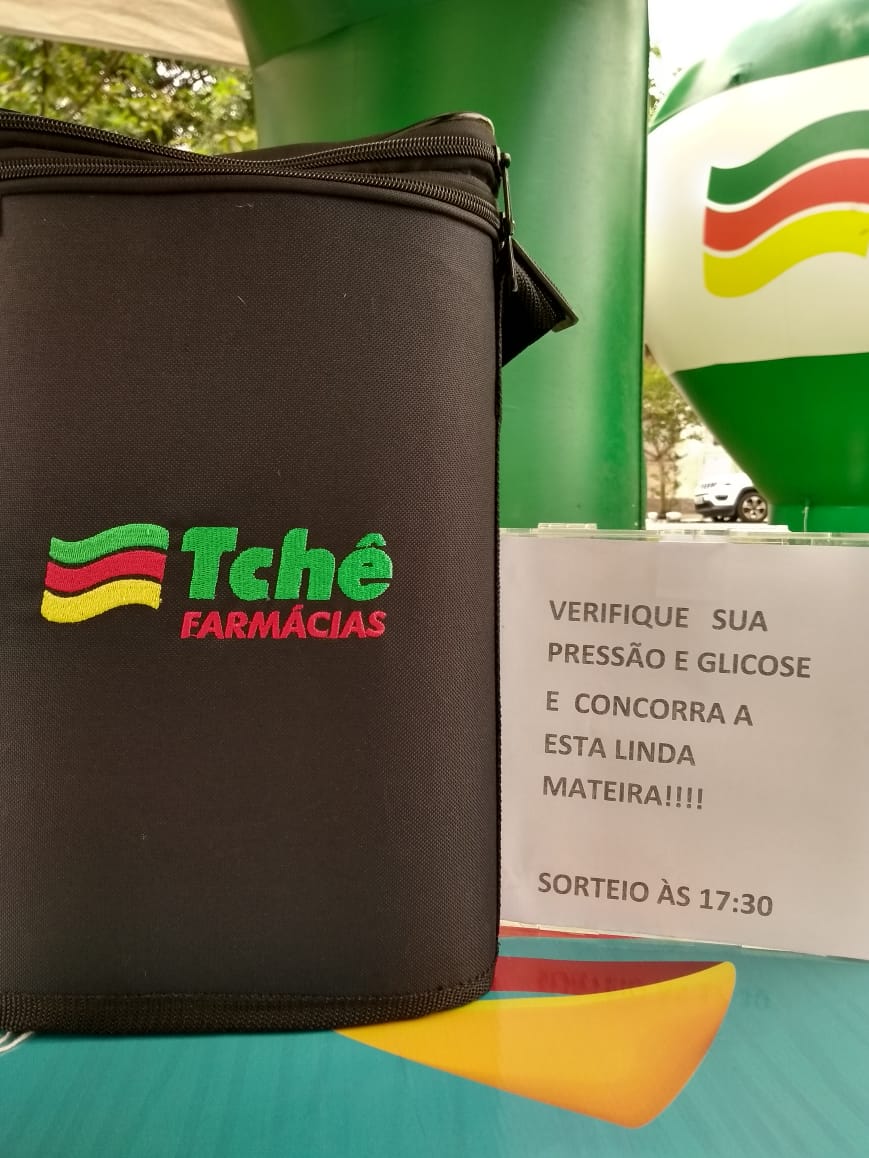 Tchê
FARMÁCIAS
VERIFIQUE SUA
PRESSÃO E GLICOSE
E CONCORRA A
ESTA LINDA
MATEIRA!!!!
SORTEIO ÀS 17:30